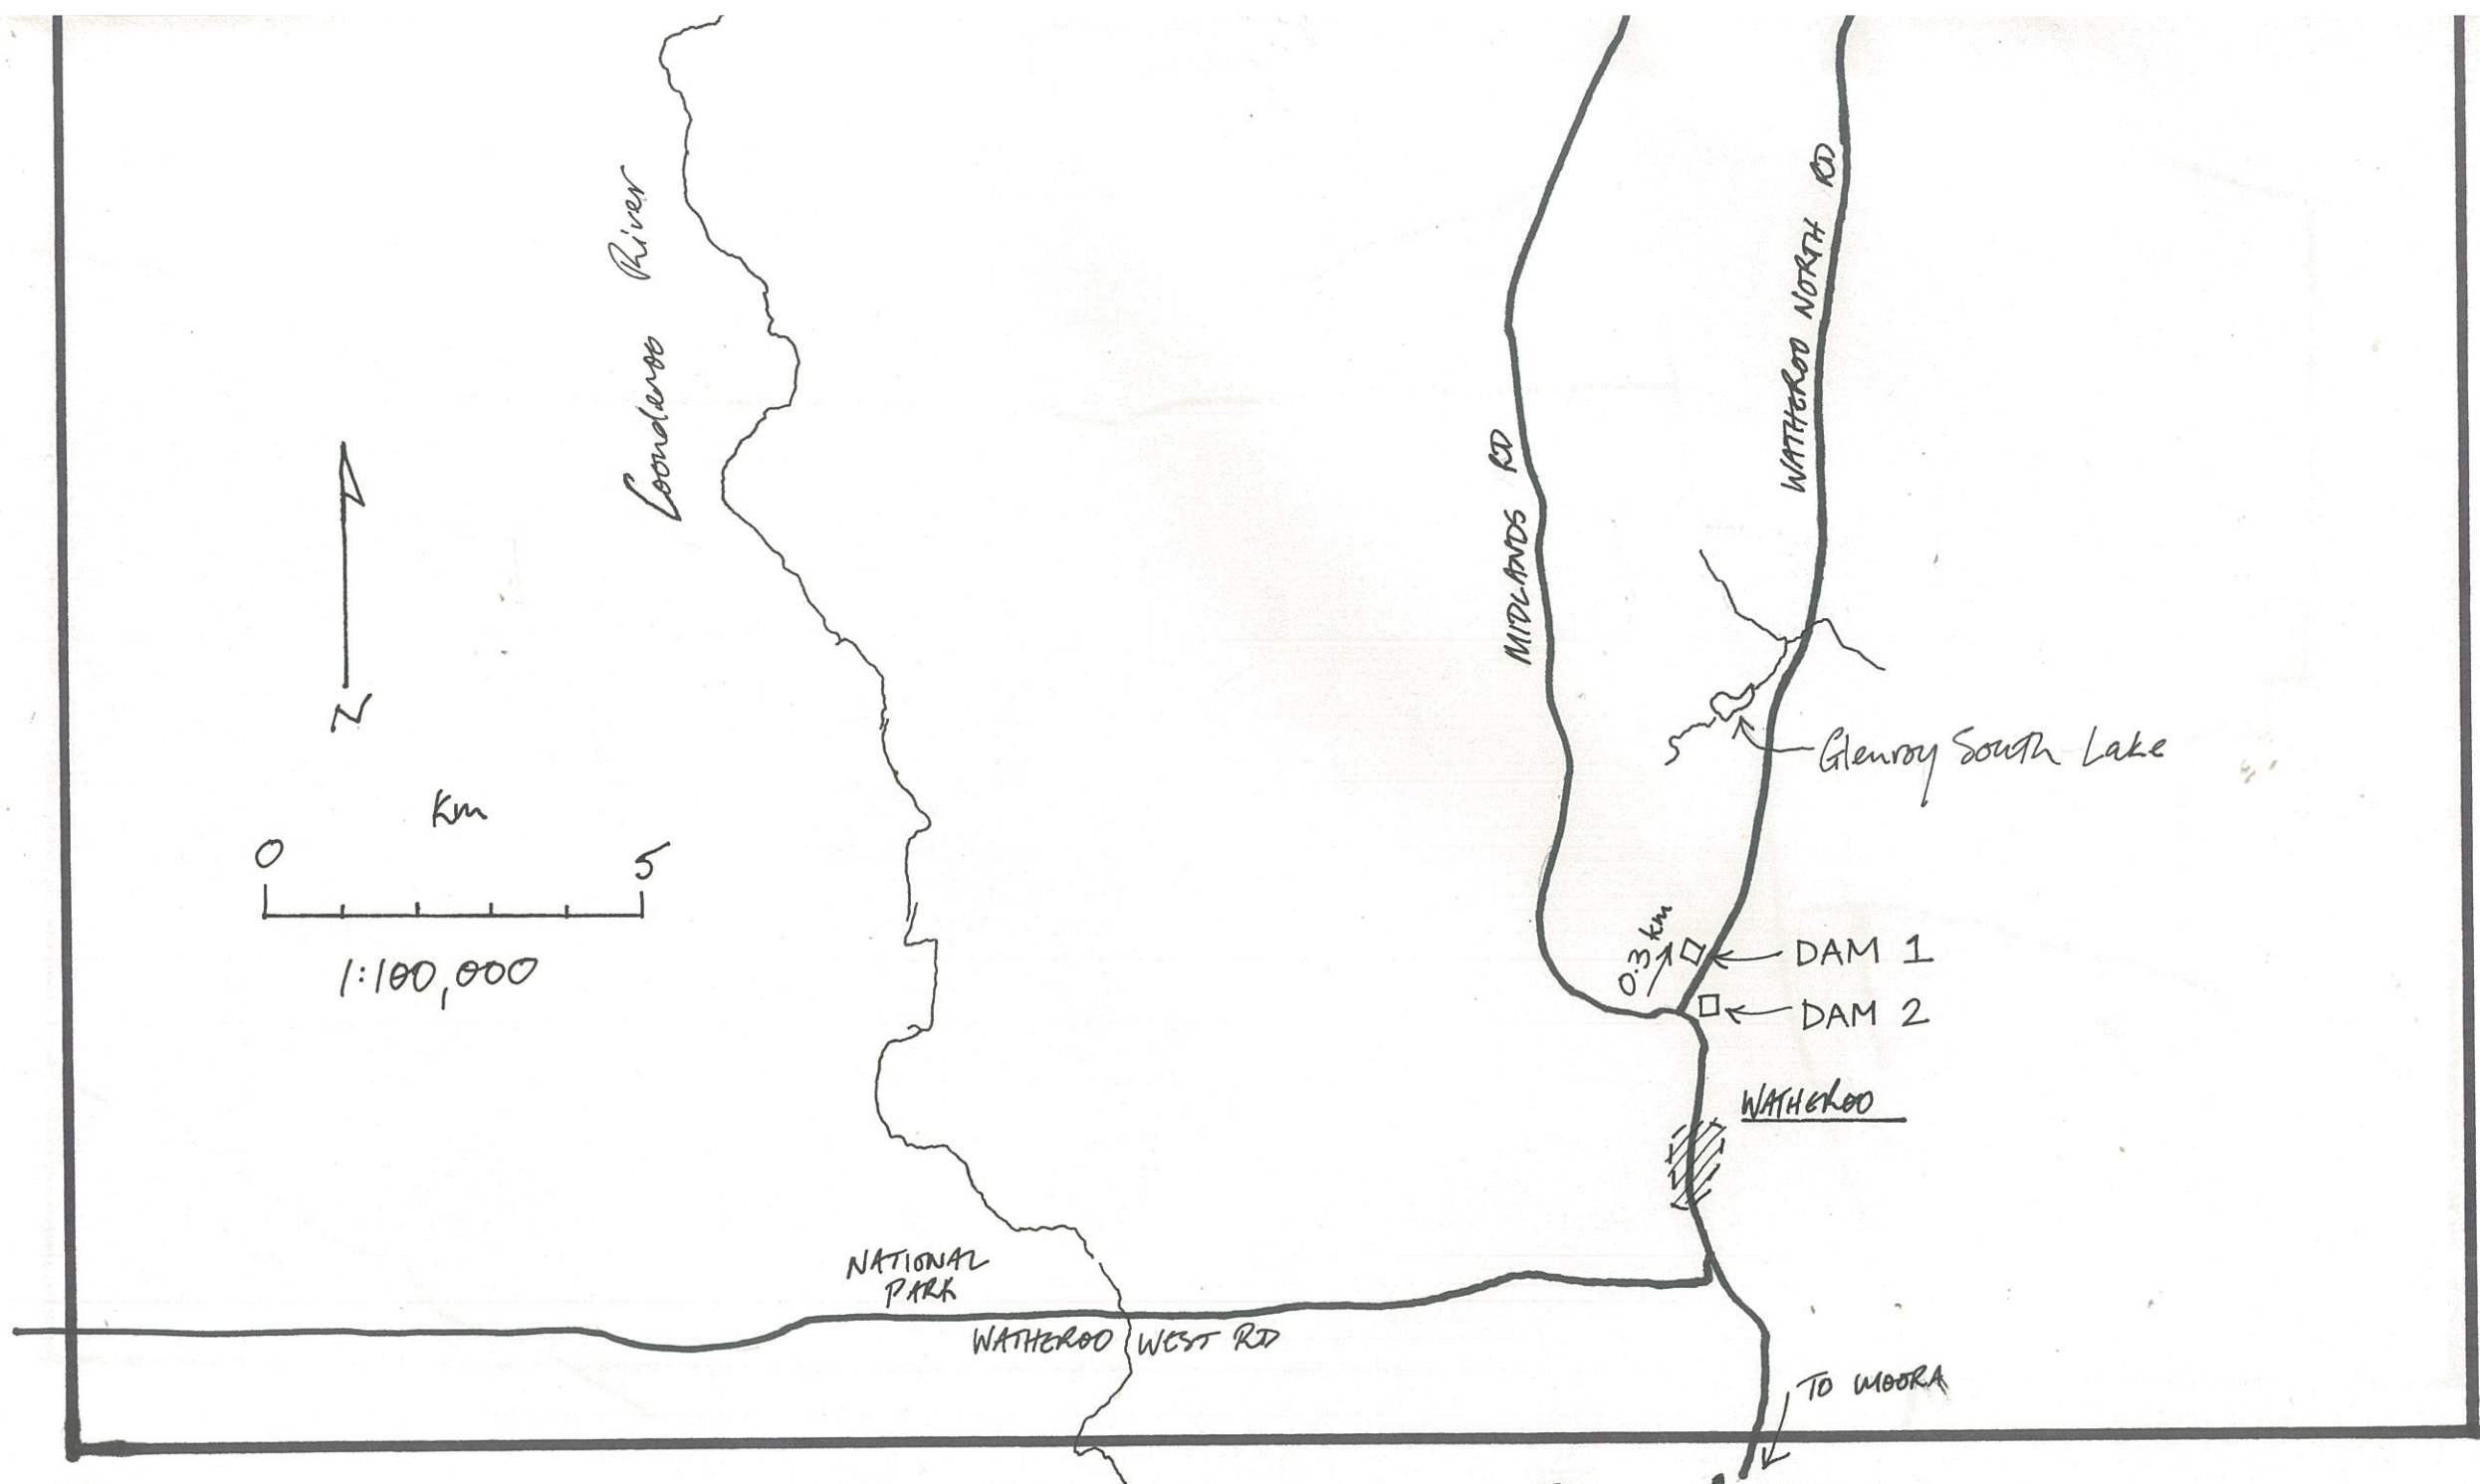 Coonderoo River
MIDLANDS RD
WATHEROO NORTH RD
N
Glenroy South Lake
Km
0 5
1:100,000
0.3 km
DAM 1
DAM 2
WATHEROO
NATIONAL
PARK
WATHEROO WEST RD
TO MOORA